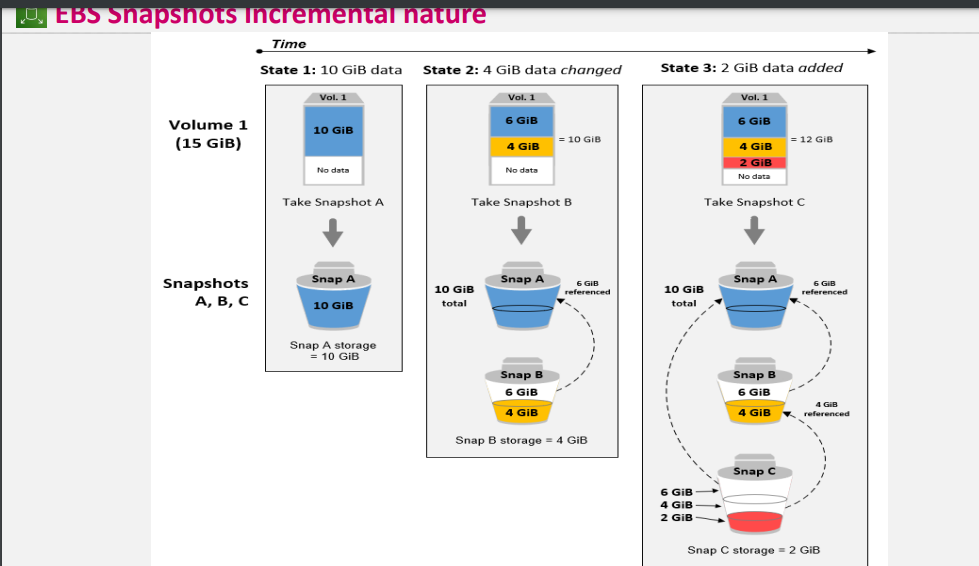 EBS Snapshots Incremental nature
Time
State 1: 10 GiB data
State 2: 4 GiB data changed
State 3: 2 GiB data added
Volume 1
(15 GiB)
Vol. 1
10 GiB
No data
Take Snapshot A
Vol. 1
6 GiB
4 GiB
= 10 GiB
No data
Take Snapshot B
Vol. 1
6 GiB
4 GiB
2 GiB
= 12 GiB
No data
Take Snapshot C
Snapshots
A, B, C
Snap A
10 GiB
Snap A storage
= 10 GiB
10 GiB
total
Snap A
6 GiB
referenced
Snap B
6 GiB
4 GiB
Snap B storage = 4 GiB
10 GiB
total
Snap A
6 GiB
referenced
Snap B
6 GiB
4 GiB
4 GiB
referenced
Snap C
6 GiB
4 GiB
2 GiB
Snap C storage = 2 GiB